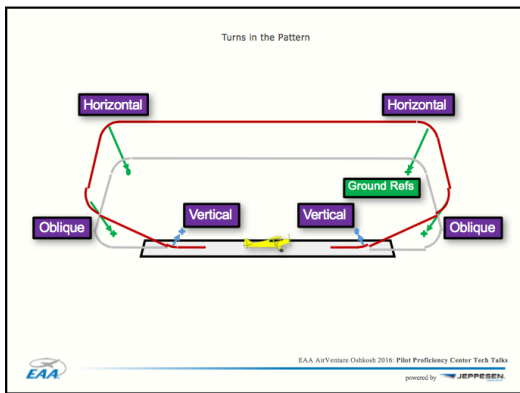 Turns in the Pattern
Horizontal
Horizontal
Ground Refs
Vertical
Vertical
Oblique
Oblique
EAA AirVenture Oshkosh 2016: Pilot Proficiency Center Tech Talks
EAA
powered by JEPPESEN